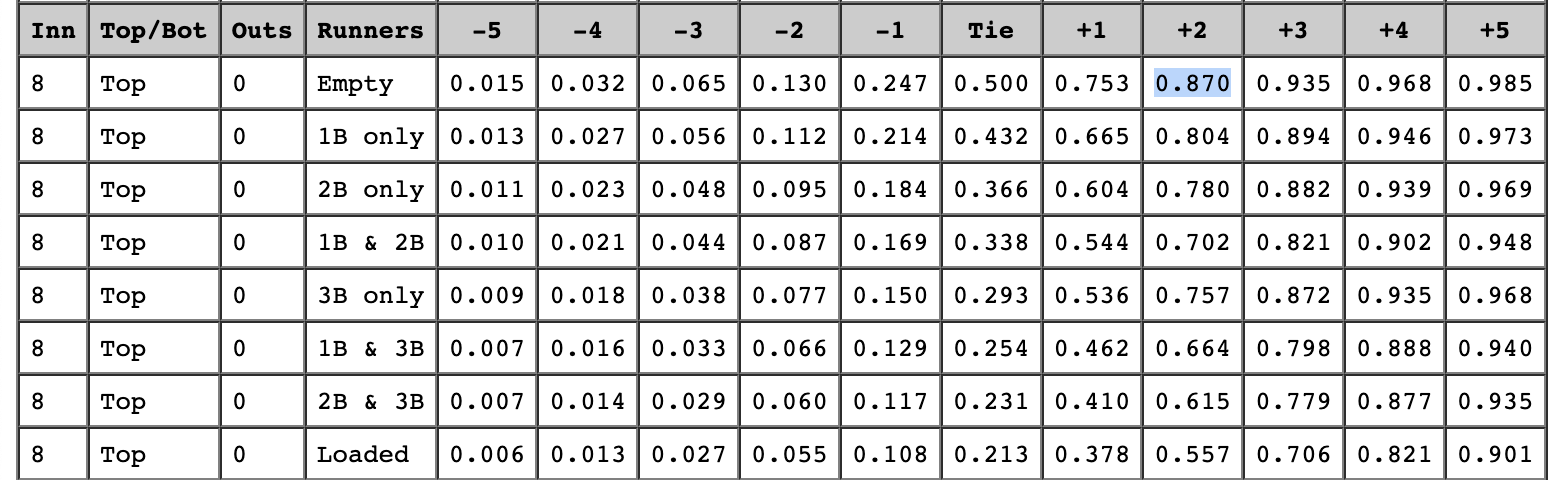 Inn Top/Bot Outs Runners -5 -4 -3 -2 -1 Tie +1 +2 +3 +4 +5
8 Top 0 Empty 0.015 0.032 0.065 0.130 0.247 0.500 0.753 0.870 0.935 0.968 0.985
8 Top 0 1B only 0.013 0.027 0.056 0.112 0.214 0.432 0.665 0.804 0.894 0.946 0.973
8 Top 0 2B only 0.011 0.023 0.048 0.095 0.184 0.366 0.604 0.780 0.882 0.939 0.969
8 Top 0 1B & 2B 0.010 0.021 0.044 0.087 0.169 0.338 0.544 0.702 0.821 0.902 0.948
8 Top 0 3B only 0.009 0.018 0.038 0.077 0.150 0.293 0.536 0.757 0.872 0.935 0.968
8 Top 0 1B & 3B 0.007 0.016 0.033 0.066 0.129 0.254 0.462 0.664 0.798 0.888 0.940
8 Top 0 2B & 3B 0.007 0.014 0.029 0.060 0.117 0.231 0.410 0.615 0.779 0.877 0.935
8 Top 0 Loaded 0.006 0.013 0.027 0.055 0.108 0.213 0.378 0.557 0.706 0.821 0.901